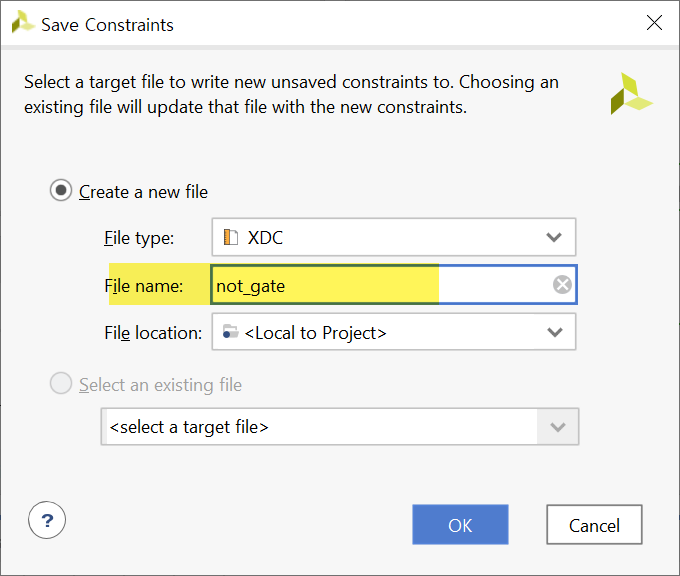 Save Constraints
Select a target file to write new unsaved constraints to. Choosing an
existing file will update that file with the new constraints.
Create a new file
File type: XDC
File name: not_gate
File location: <Local to Project>
Select an existing file
<select a target file>
? OK Cancel